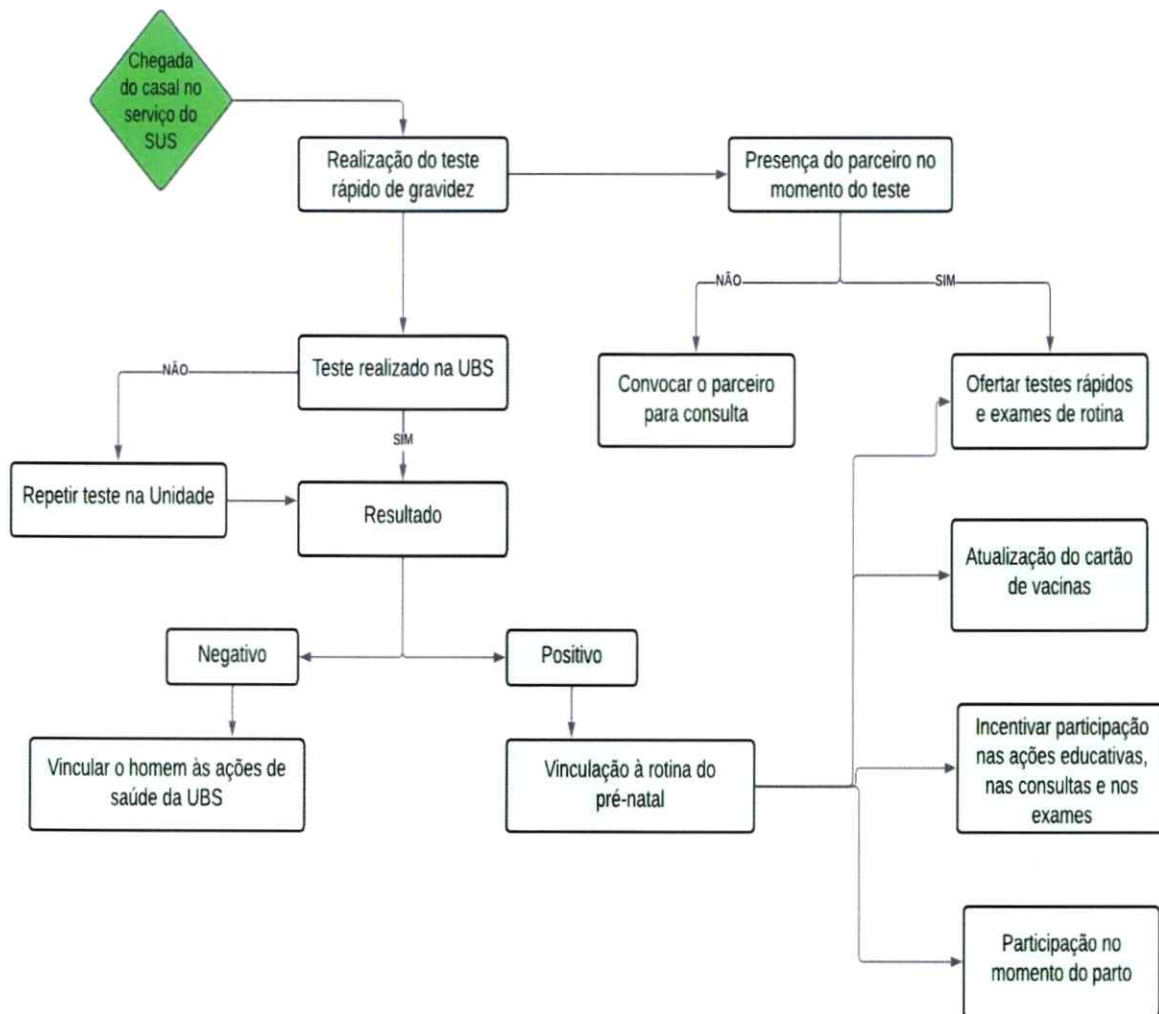 Chegada
do casal no
serviço do
SUS
Realização do teste
rápido de gravidez
Presença do parceiro no
momento do teste
NÃO
SIM
Teste realizado na UBS
NÃO
SIM
Convocar o parceiro
para consulta
Ofertar testes rápidos
e exames de rotina
Repetir teste na Unidade
Resultado
Atualização do cartão
de vacinas
Negativo
Positivo
Vincular o homem às ações de
saúde da UBS
Vinculação à rotina do
pré-natal
Incentivar participação
nas ações educativas,
nas consultas e nos
exames
Participação no
momento do parto